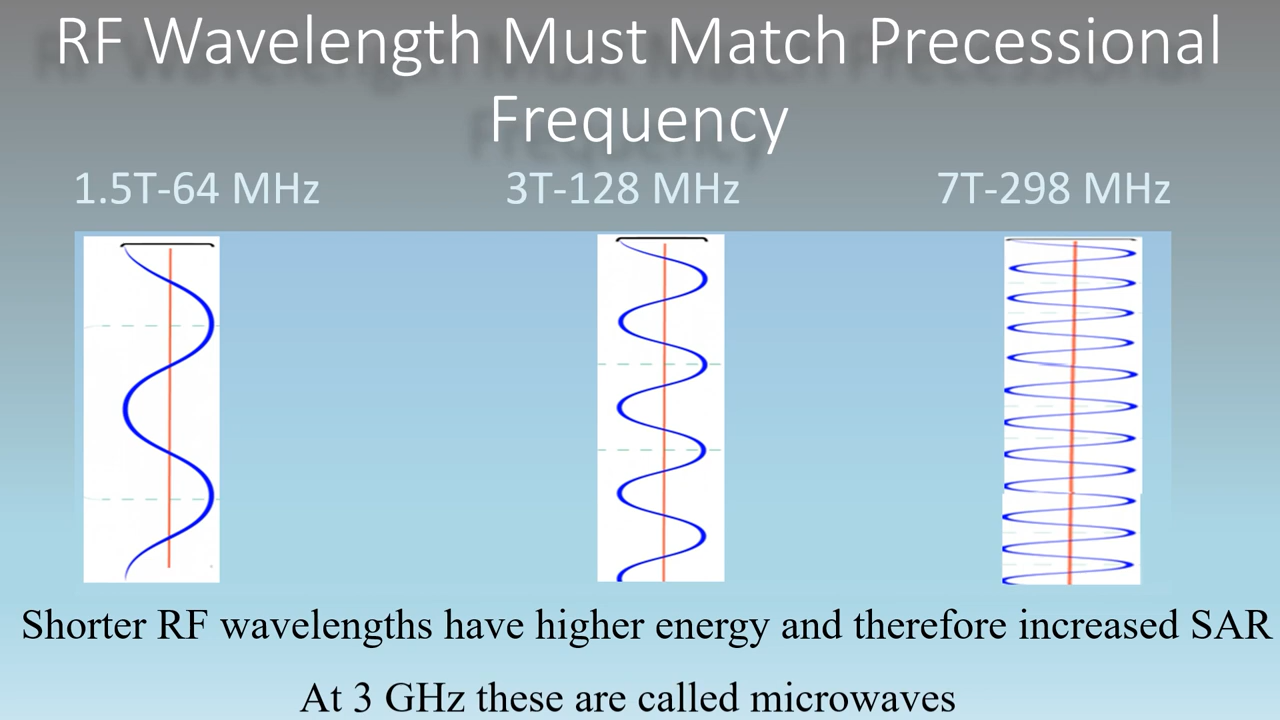 RF Wavelength Must Match Precessional
Frequency
1.5T-64 MHz
3T-128 MHz
7T-298 MHz
Shorter RF wavelengths have higher energy and therefore increased SAR
At 3 GHz these are called microwaves